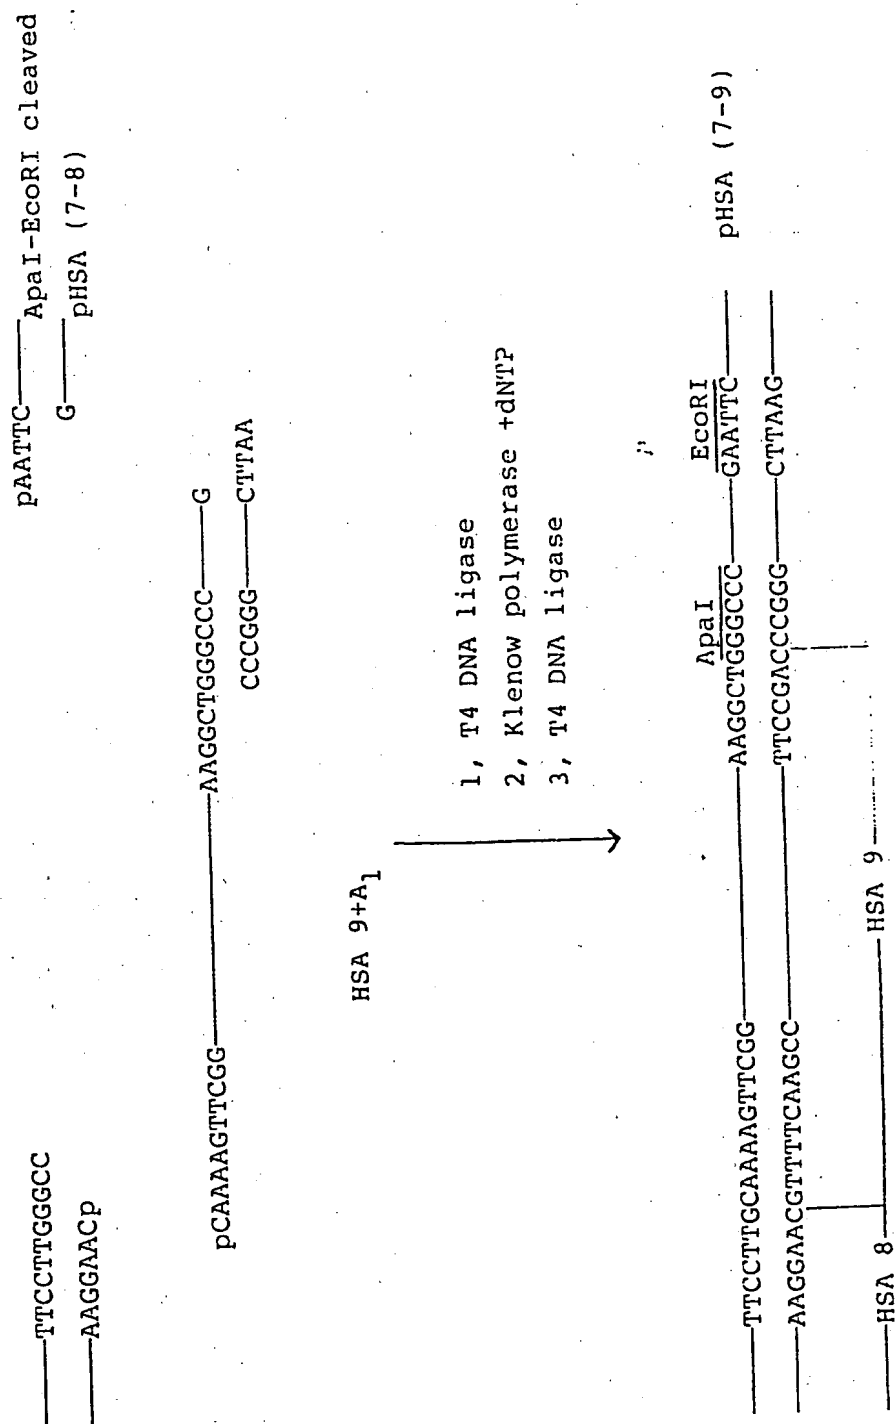 pAATTC
ApaI-EcoRI cleaved
G
pHSA (7-8)
TTCCTTGGGCC
AAGGAACp
pCAAAAGTTCGG AAGGCTGGGCCC G
CCCGGG CTTAA
HSA 9+A1
1, T4 DNA ligase
2, Klenow polymerase +dNTP
3, T4 DNA ligase
ApaI EcoRI
TTCCTTGCAAAAGTTCGG AAGGCTGGGCCC GAATTC
pHSA (7-9)
AAGGAACGTTTTCAAGCC TTCCGACCCGGG CTTAAG
HSA 8 HSA 9